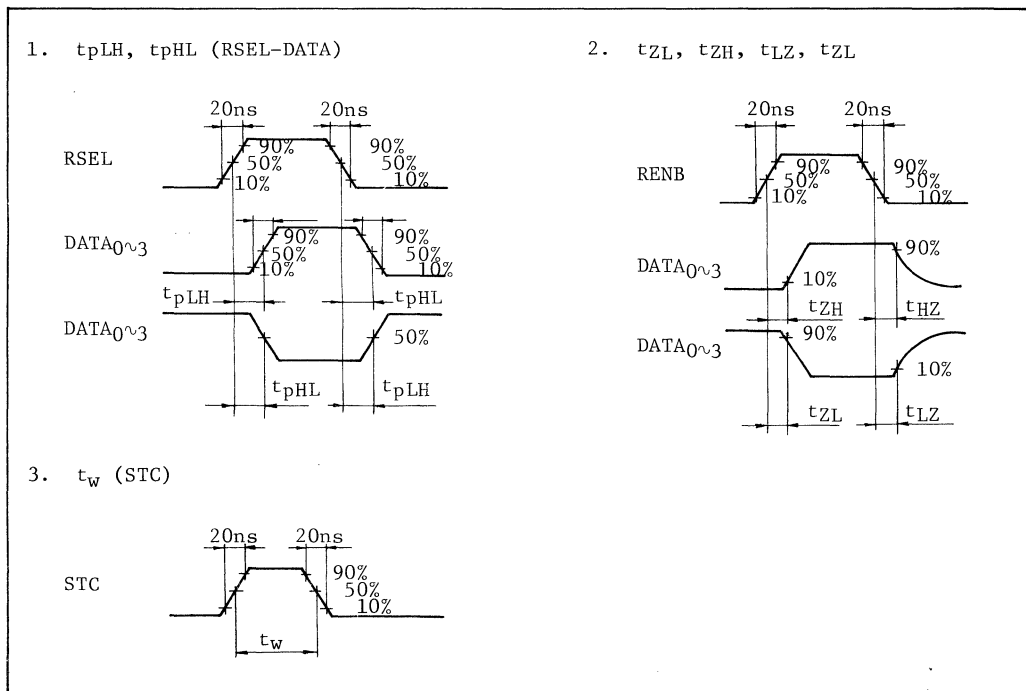 1. tpLH, tpHL (RSEL-DATA)
20ns 20ns
RSEL
90% 90%
50% 50%
10% 10%
DATA0~3
90% 90%
50% 50%
10% 10%
tpLH tpHL
DATA0~3
50%
tpHL tpLH
2. tZL, tZH, tLZ, tZL
20ns 20ns
RENB
90% 90%
50% 50%
10% 10%
DATA0~3
90%
10%
tZH tHZ
DATA0~3
90%
10%
tZL tLZ
3. tw (STC)
20ns 20ns
STC
90%
50%
10%
tw